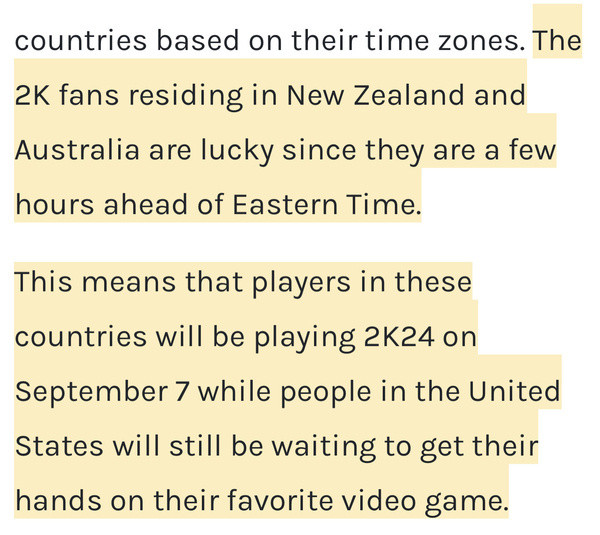 countries based on their time zones. The
2K fans residing in New Zealand and
Australia are lucky since they are a few
hours ahead of Eastern Time.
This means that players in these
countries will be playing 2K24 on
September 7 while people in the United
States will still be waiting to get their
hands on their favorite video game.